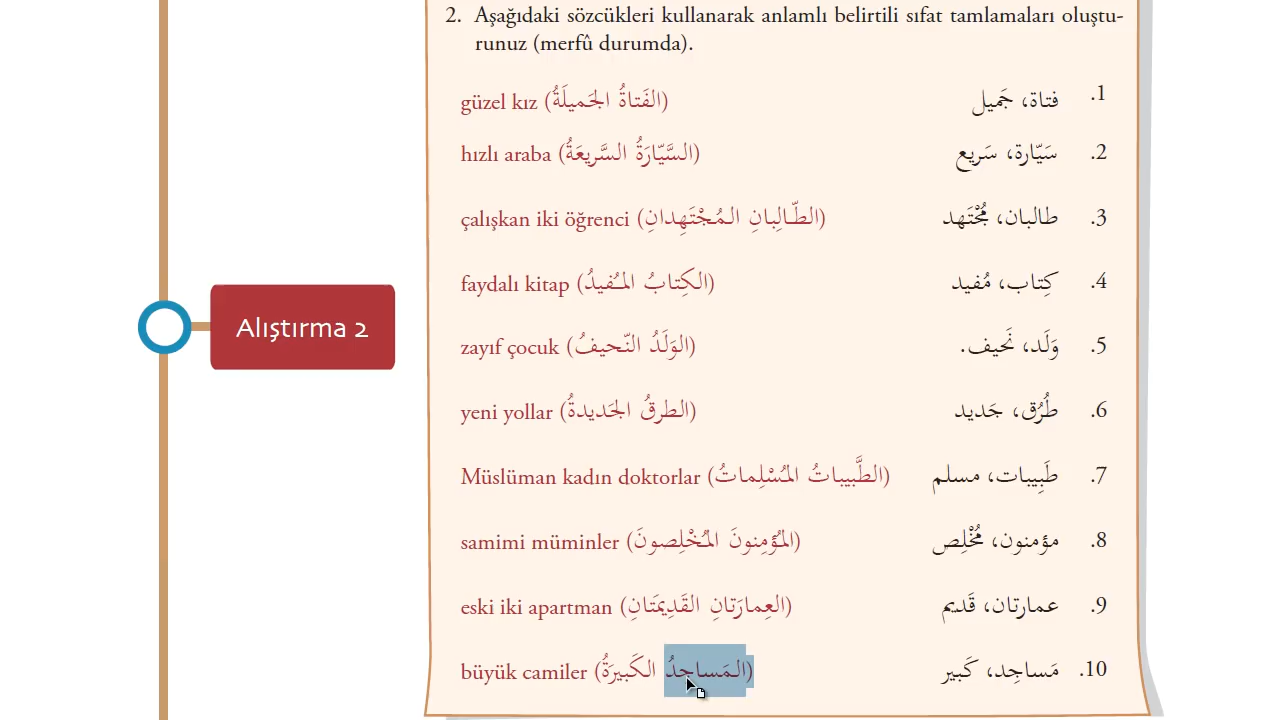 2. Aşağıdaki sözcükleri kullanarak anlamlı belirtili sıfat tamlamaları oluştu-
runuz (merfû durumda).
güzel kız (الفَتاةُ الجَميلَةُ) فتاة، جَميل .1
hızlı araba (السَّيّارَةُ السَّريعَةُ) سَيّارة، سَريع .2
çalışkan iki öğrenci (الطّالِبانِ المُجْتَهِدانِ) طالبان، مُجْتَهد .3
faydalı kitap (الكِتابُ المُفيدُ) كِتاب، مُفيد .4
Alıştırma 2
zayıf çocuk (الوَلَدُ النّحيفُ) وَلَد، نَحيف. .5
yeni yollar (الطرقُ الجَديدةُ) طُرُق، جَديد .6
Müslüman kadın doktorlar (الطَّبيباتُ المُسْلِماتُ) طَبِيبات، مسلم .7
samimi müminler (المُؤمِنونَ المُخْلِصونَ) مؤمنون، مُخْلِص .8
eski iki apartman (العِمارَتانِ القَدِيمَتَانِ) عمارتان، قَديم .9
büyük camiler (المَساجِدُ الكَبيرَةُ) مَساجِد، كَبير .10